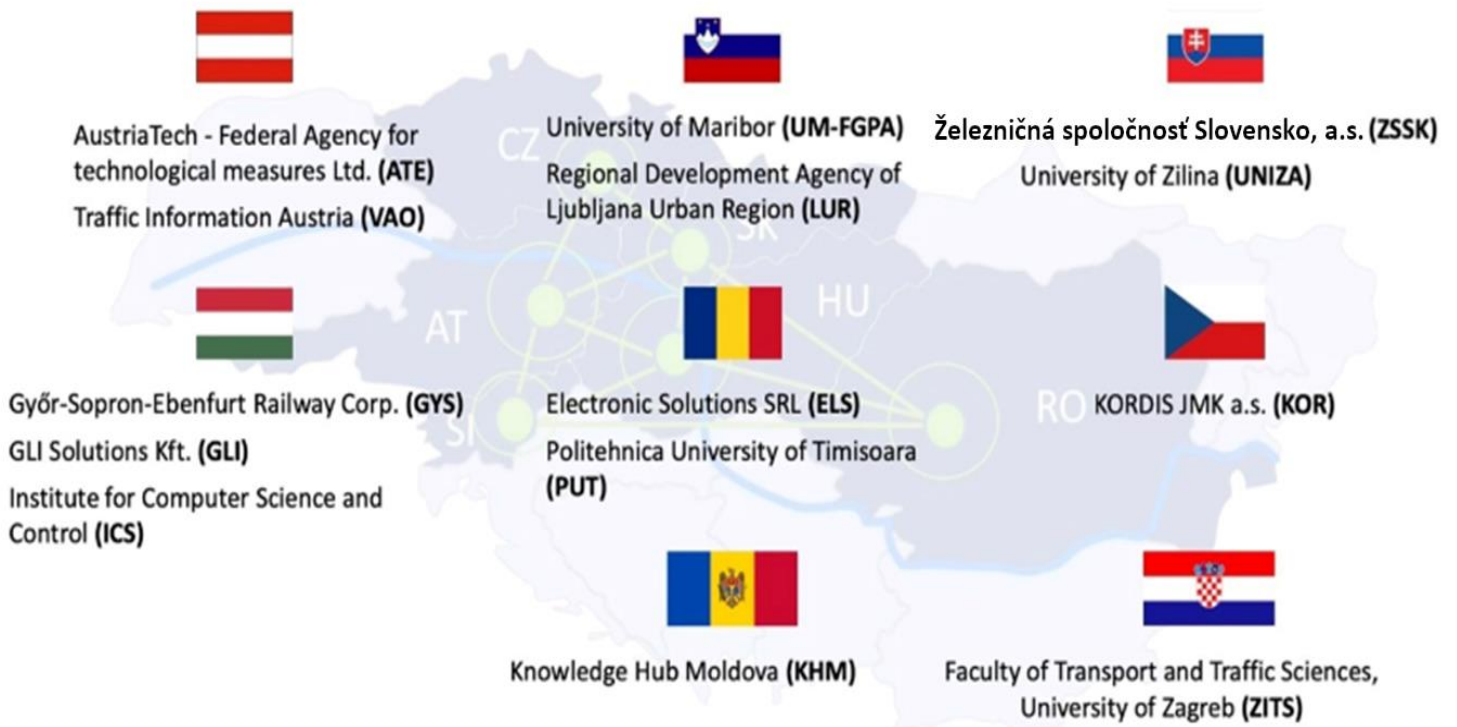 AustriaTech - Federal Agency for
technological measures Ltd. (ATE)
Traffic Information Austria (VAO)
University of Maribor (UM-FGPA)
Regional Development Agency of
Ljubljana Urban Region (LUR)
Železničná spoločnosť Slovensko, a.s. (ZSSK)
University of Zilina (UNIZA)
CZ
SK
AT
HU
SI
RO
Győr-Sopron-Ebenfurt Railway Corp. (GYS)
GLI Solutions Kft. (GLI)
Institute for Computer Science and
Control (ICS)
Electronic Solutions SRL (ELS)
Politehnica University of Timisoara
(PUT)
KORDIS JMK a.s. (KOR)
Knowledge Hub Moldova (KHM)
Faculty of Transport and Traffic Sciences,
University of Zagreb (ZITS)